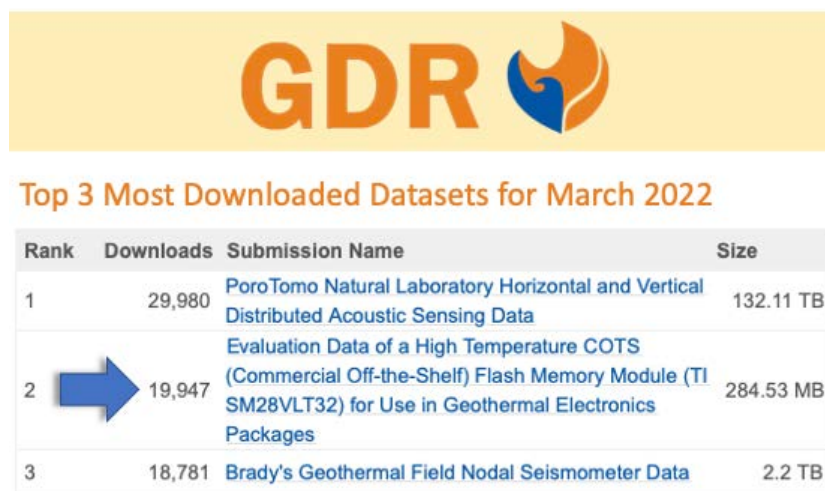 GDR
Top 3 Most Downloaded Datasets for March 2022
Rank Downloads Submission Name Size
1 29,980 PoroTomo Natural Laboratory Horizontal and Vertical Distributed Acoustic Sensing Data 132.11 TB
2 19,947 Evaluation Data of a High Temperature COTS (Commercial Off-the-Shelf) Flash Memory Module (TI SM28VLT32) for Use in Geothermal Electronics Packages 284.53 MB
3 18,781 Brady's Geothermal Field Nodal Seismometer Data 2.2 TB